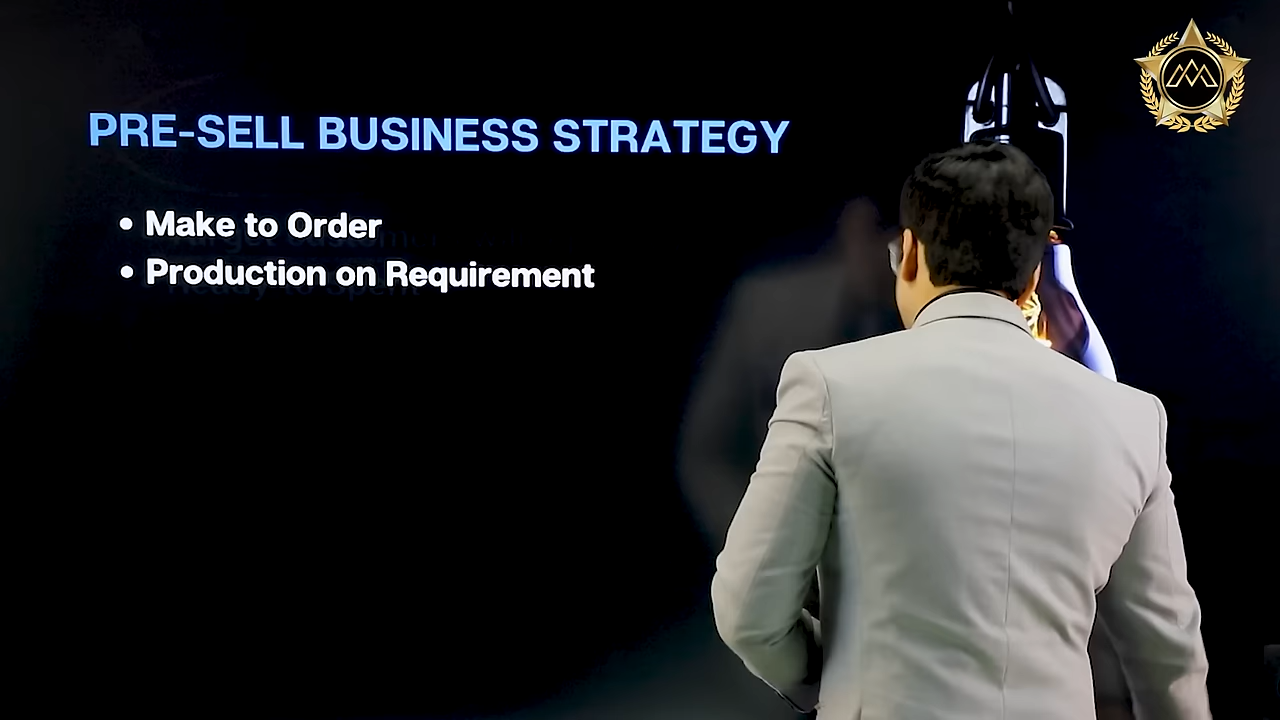 PRE-SELL BUSINESS STRATEGY
• Make to Order
• Production on Requirement